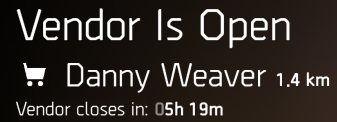 Vendor Is Open
Danny Weaver 1.4 km
Vendor closes in: 05h 19m